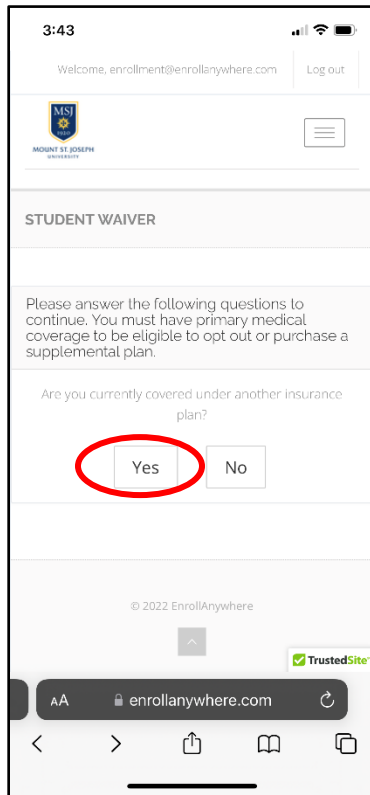 3:43
Welcome, enrollment@enrollanywhere.com Log out
MSJ
1920
MOUNT ST. JOSEPH
UNIVERSITY
STUDENT WAIVER
Please answer the following questions to
continue. You must have primary medical
coverage to be eligible to opt out or purchase a
supplemental plan.
Are you currently covered under another insurance
plan?
Yes No
© 2022 EnrollAnywhere
TrustedSite
AA enrollanywhere.com